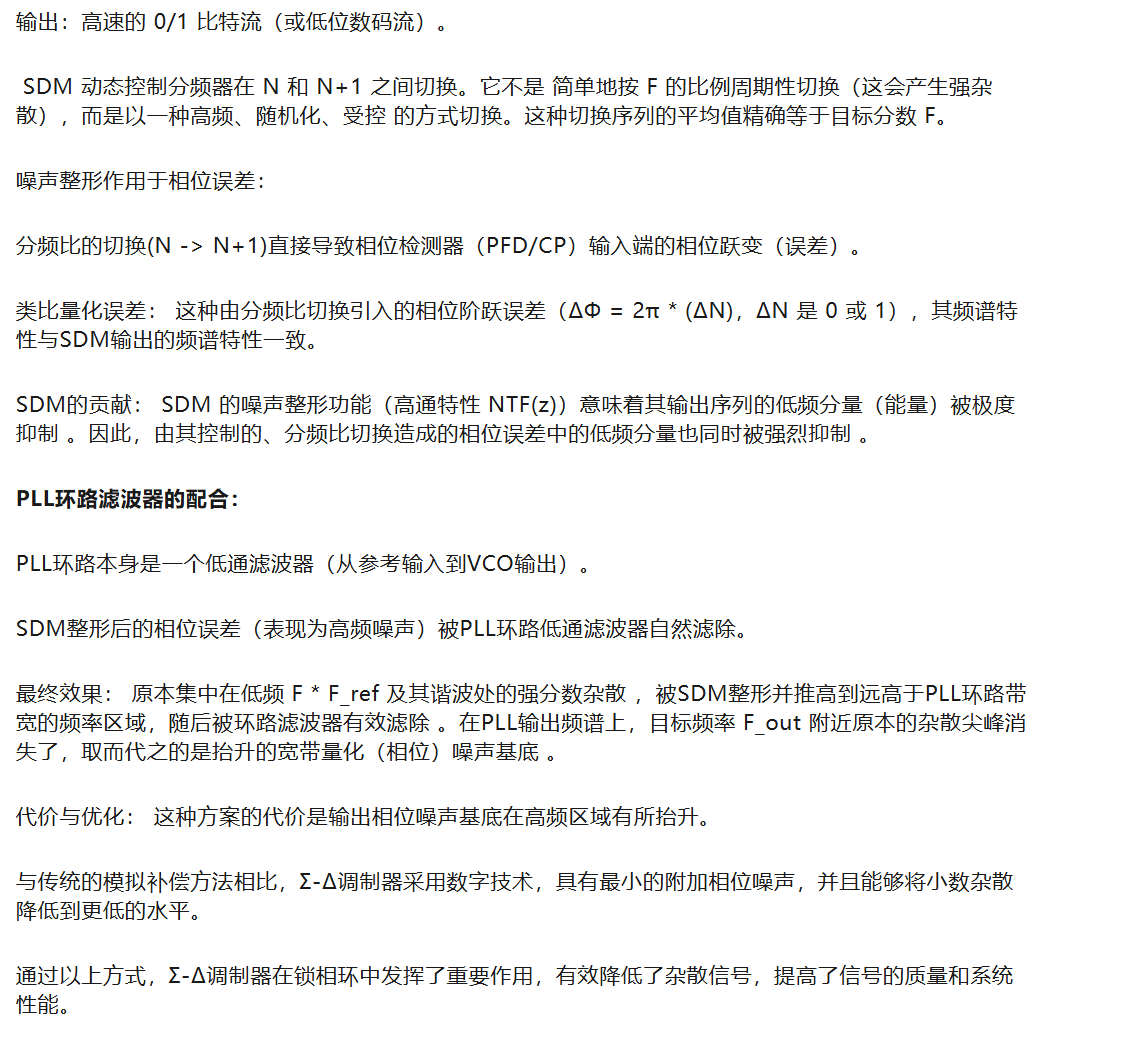 输出：高速的 0/1 比特流（或低位数码流）。
SDM 动态控制分频器在 N 和 N+1 之间切换。它不是 简单地按 F 的比例周期性切换（这会产生强杂
散），而是以一种高频、随机化、受控 的方式切换。这种切换序列的平均值精确等于目标分数 F。
噪声整形作用于相位误差：
分频比的切换(N -> N+1)直接导致相位检测器（PFD/CP）输入端的相位跃变（误差）。
类比量化误差： 这种由分频比切换引入的相位阶跃误差（ΔΦ = 2π * (ΔN)，ΔN 是 0 或 1），其频谱特
性与SDM输出的频谱特性一致。
SDM的贡献： SDM 的噪声整形功能（高通特性 NTF(z)）意味着其输出序列的低频分量（能量）被极度
抑制 。因此，由其控制的、分频比切换造成的相位误差中的低频分量也同时被强烈抑制 。
PLL环路滤波器的配合：
PLL环路本身是一个低通滤波器（从参考输入到VCO输出）。
SDM整形后的相位误差（表现为高频噪声）被PLL环路低通滤波器自然滤除。
最终效果： 原本集中在低频 F * F_ref 及其谐波处的强分数杂散 ，被SDM整形并推高到远高于PLL环路带
宽的频率区域，随后被环路滤波器有效滤除 。在PLL输出频谱上，目标频率 F_out 附近原本的杂散尖峰消
失了，取而代之的是抬升的宽带量化（相位）噪声基底 。
代价与优化： 这种方案的代价是输出相位噪声基底在高频区域有所抬升。
与传统的模拟补偿方法相比，Σ-Δ调制器采用数字技术，具有最小的附加相位噪声，并且能够将小数杂散
降低到更低的水平。
通过以上方式，Σ-Δ调制器在锁相环中发挥了重要作用，有效降低了杂散信号，提高了信号的质量和系统
性能。